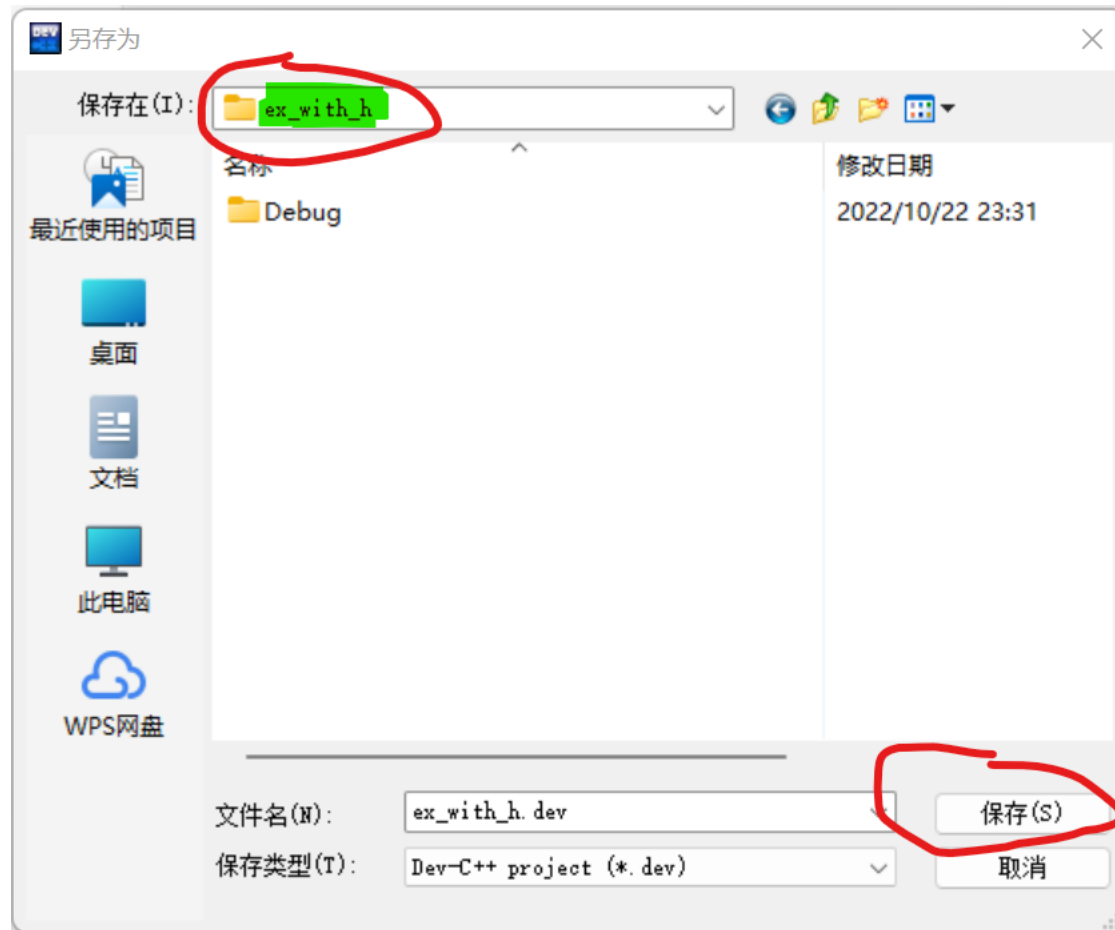 DEV 另存为
保存在(I):
ex_with_h
名称
修改日期
Debug
2022/10/22 23:31
最近使用的项目
桌面
文档
此电脑
WPS网盘
文件名(N):
ex_with_h.dev
保存(S)
保存类型(T):
Dev-C++ project (*.dev)
取消